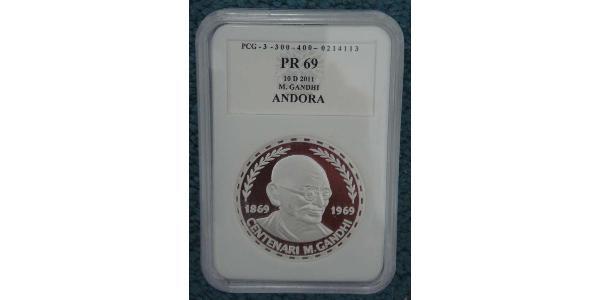 PCG - 3 - 300 - 400 - 0214113
PR 69
10 D 2011
M. GANDHI
ANDORA
1869 1969
CENTENARI M.GANDHI